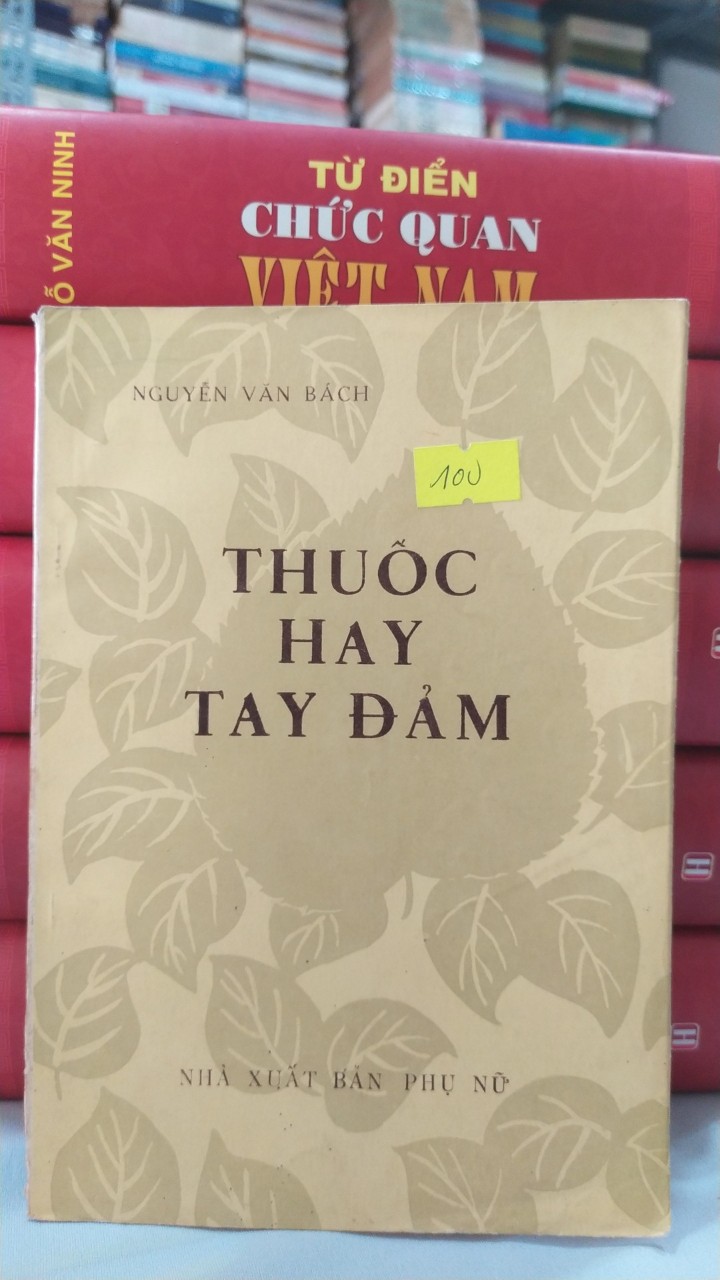 Ố VĂN NINH
TỪ ĐIỂN
CHỨC QUAN
VIỆT NAM
NGUYỄN VĂN BÁCH
100
THUỐC
HAY
TAY ĐẢM
NHÀ XUẤT BẢN PHỤ NỮ
H
H
H